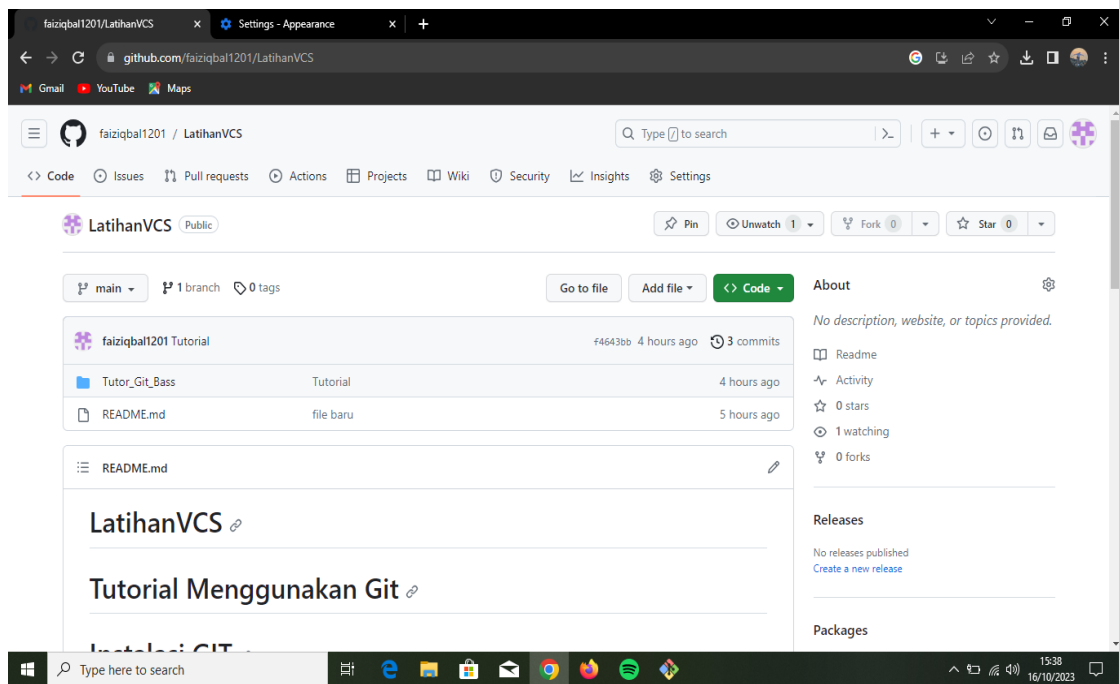 faiziqbal1201/LatihanVCS
Settings - Appearance
github.com/faiziqbal1201/LatihanVCS
Gmail YouTube Maps
faiziqbal1201 / LatihanVCS
Type / to search
Code Issues Pull requests Actions Projects Wiki Security Insights Settings
LatihanVCS Public
Pin Unwatch 1 Fork 0 Star 0
main 1 branch 0 tags
Go to file Add file Code
faiziqbal1201 Tutorial f4643bb 4 hours ago 3 commits
Tutor_Git_Bass Tutorial 4 hours ago
README.md file baru 5 hours ago
README.md
LatihanVCS
Tutorial Menggunakan Git
Instalasi GIT
About
No description, website, or topics provided.
Readme
Activity
0 stars
1 watching
0 forks
Releases
No releases published
Create a new release
Packages
Type here to search
15:38
16/10/2023